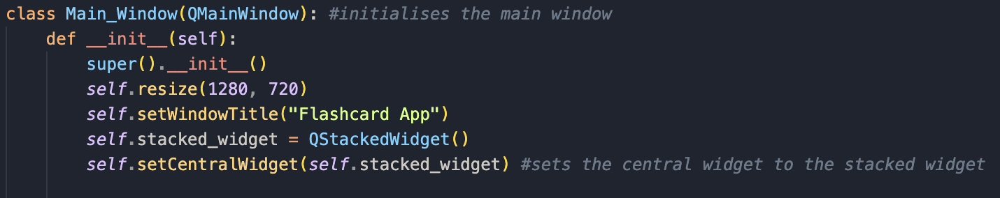 class Main_Window(QMainWindow): #initialises the main window
    def __init__(self):
        super().__init__()
        self.resize(1280, 720)
        self.setWindowTitle("Flashcard App")
        self.stacked_widget = QStackedWidget()
        self.setCentralWidget(self.stacked_widget) #sets the central widget to the stacked widget